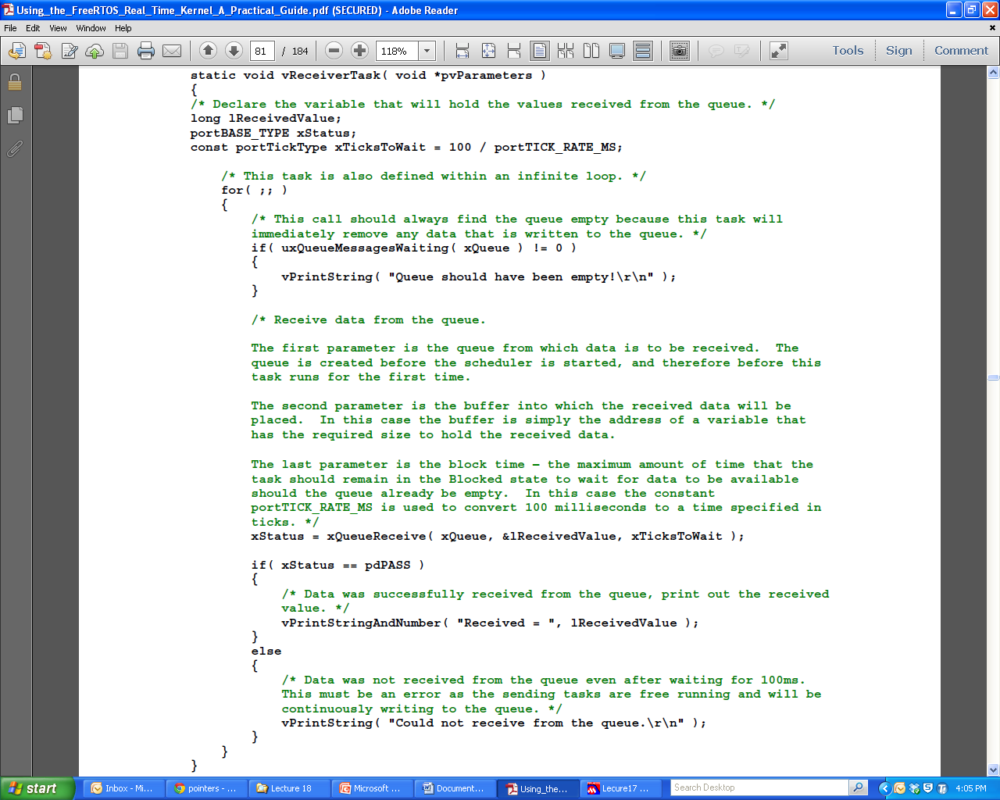 Using_the_FreeRTOS_Real_Time_Kernel_A_Practical_Guide.pdf (SECURED) - Adobe Reader
File Edit View Window Help
81 / 184 118% Tools Sign Comment
static void vReceiverTask( void *pvParameters )
{
/* Declare the variable that will hold the values received from the queue. */
long lReceivedValue;
portBASE_TYPE xStatus;
const portTickType xTicksToWait = 100 / portTICK_RATE_MS;
/* This task is also defined within an infinite loop. */
for( ;; )
{
/* This call should always find the queue empty because this task will
immediately remove any data that is written to the queue. */
if( uxQueueMessagesWaiting( xQueue ) != 0 )
{
vPrintString( "Queue should have been empty!\r\n" );
}
/* Receive data from the queue.
The first parameter is the queue from which data is to be received.  The
queue is created before the scheduler is started, and therefore before this
task runs for the first time.
The second parameter is the buffer into which the received data will be
placed.  In this case the buffer is simply the address of a variable that
has the required size to hold the received data.
The last parameter is the block time – the maximum amount of time that the
task should remain in the Blocked state to wait for data to be available
should the queue already be empty.  In this case the constant
portTICK_RATE_MS is used to convert 100 milliseconds to a time specified in
ticks. */
xStatus = xQueueReceive( xQueue, &lReceivedValue, xTicksToWait );
if( xStatus == pdPASS )
{
/* Data was successfully received from the queue, print out the received
value. */
vPrintStringAndNumber( "Received = ", lReceivedValue );
}
else
{
/* Data was not received from the queue even after waiting for 100ms.
This must be an error as the sending tasks are free running and will be
continuously writing to the queue. */
vPrintString( "Could not receive from the queue.\r\n" );
}
}
}
start Inbox - Mi... pointers - ... Lecture 18 Microsoft ... Document... Using_the... Lecure17 ... Search Desktop 4:05 PM